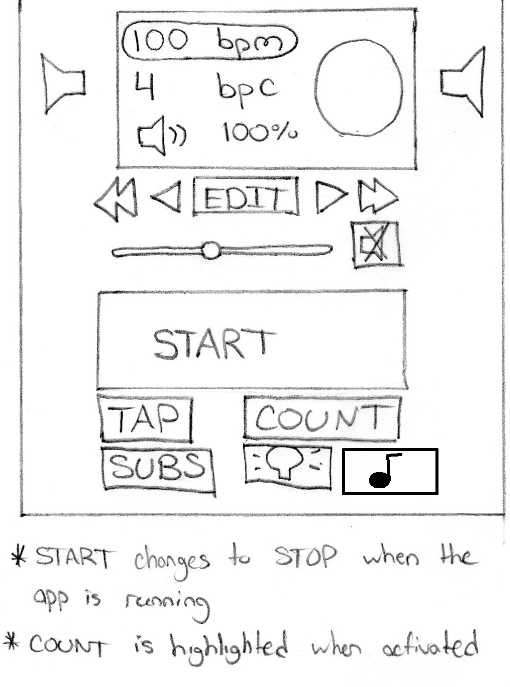 100 bpm
4 bpc
100%
EDIT
START
TAP COUNT
SUBS
* START changes to STOP when the
app is running
* COUNT is highlighted when activated